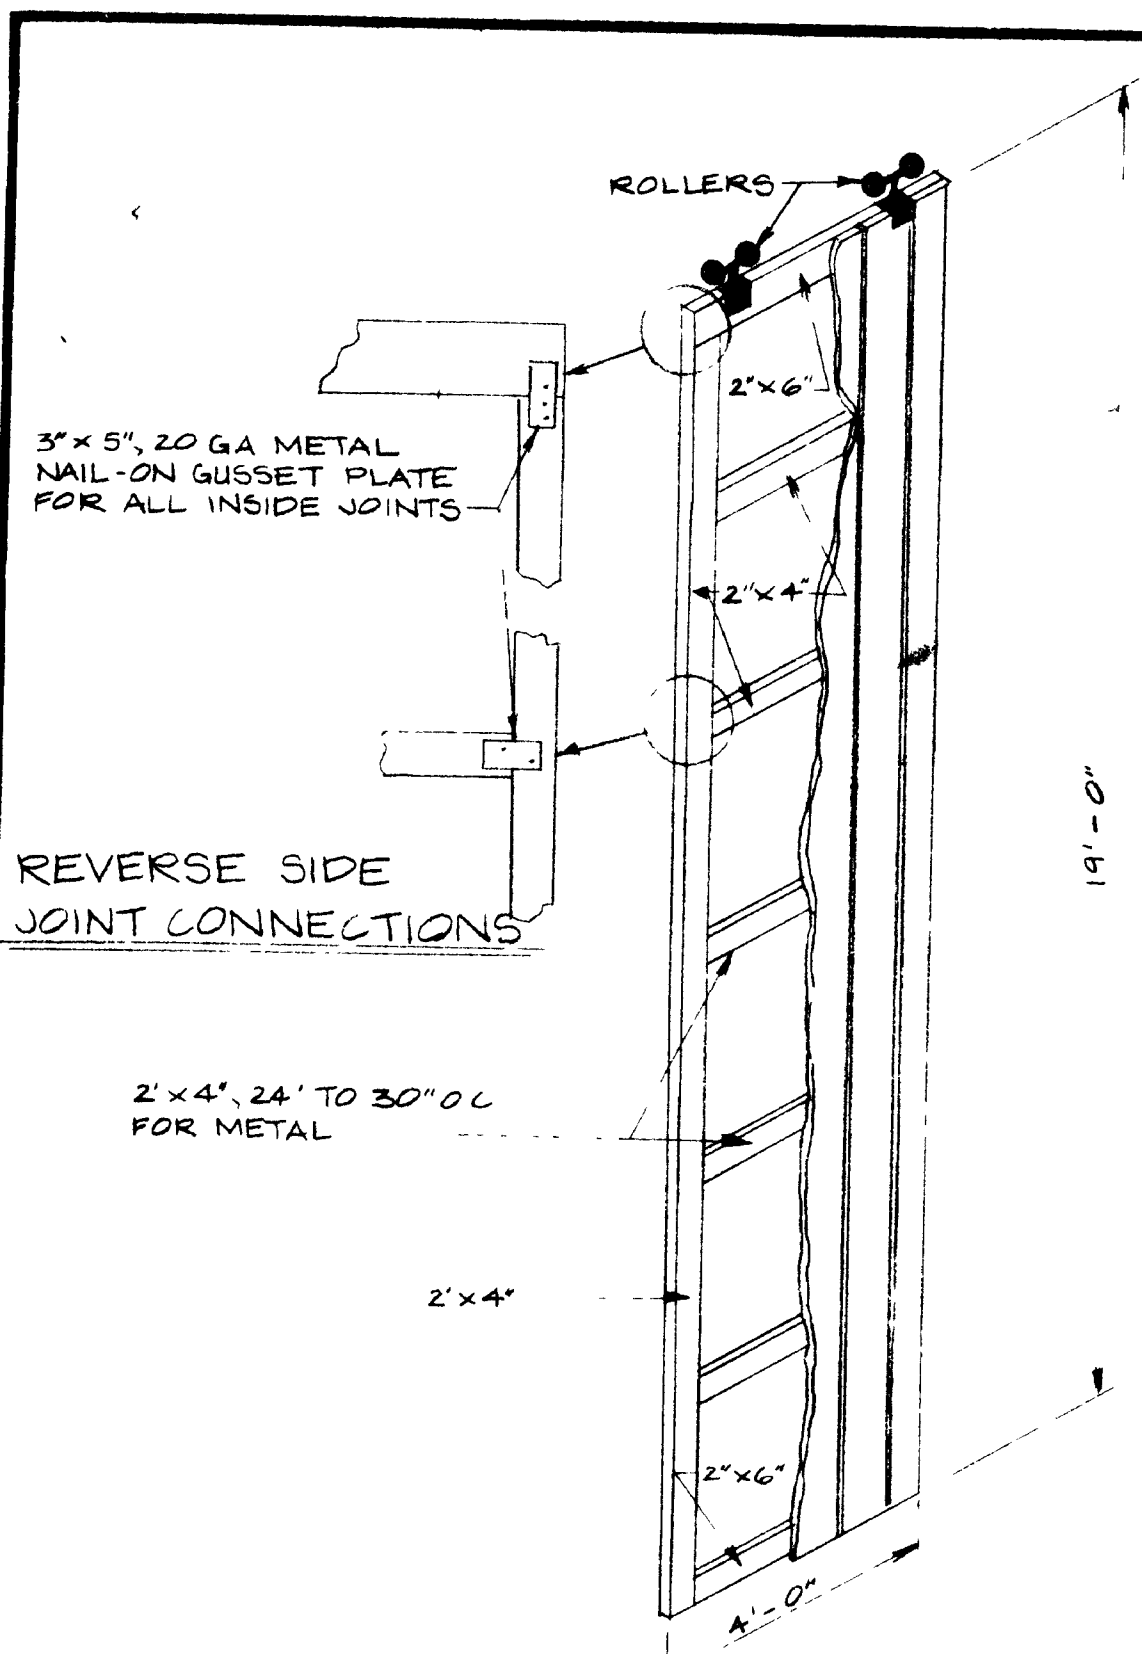 ROLLERS
2"×6"
3"×5", 20 GA METAL
NAIL-ON GUSSET PLATE
FOR ALL INSIDE JOINTS
2"×4"
19'-0"
REVERSE SIDE
JOINT CONNECTIONS
2'×4", 24' TO 30" OC
FOR METAL
2'×4"
2"×6"
4'-0"